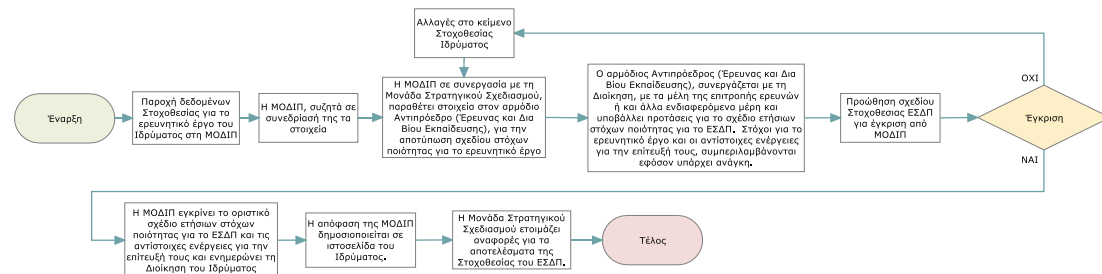 Αλλαγές στο κείμενο
Στοχοθεσίας
Ιδρύματος
ΟΧΙ
Έναρξη
Παροχή δεδομένων
Στοχοθεσίας για το
ερευνητικό έργο του
Ιδρύματος στη ΜΟΔΙΠ
Η ΜΟΔΙΠ, συζητά σε
συνεδρίασή της τα
στοιχεία
Η ΜΟΔΙΠ σε συνεργασία με τη
Μονάδα Στρατηγικού Σχεδιασμού,
παραθέτει στοιχεία στον αρμόδιο
Αντιπρόεδρο (Έρευνας και Δια
Βίου Εκπαίδευσης), για την
αποτύπωση σχεδίου στόχων
ποιότητας για το ερευνητικό έργο
Ο αρμόδιος Αντιπρόεδρος (Έρευνας και Δια
Βίου Εκπαίδευσης), συνεργάζεται με τη
Διοίκηση, με τα μέλη της επιτροπής ερευνών
ή και άλλα ενδιαφερόμενα μέρη και
υποβάλλει προτάσεις για το σχέδιο ετήσιων
στόχων ποιότητας για το ΕΣΔΠ. Στόχοι για το
ερευνητικό έργο και οι αντίστοιχες ενέργειες
για την επίτευξή τους, συμπεριλαμβάνονται
εφόσον υπάρχει ανάγκη.
Προώθηση σχεδίου
Στοχοθεσίας ΕΣΔΠ
για έγκριση από
ΜΟΔΙΠ
Έγκριση
ΝΑΙ
Η ΜΟΔΙΠ εγκρίνει το οριστικό
σχέδιο ετήσιων στόχων
ποιότητας για το ΕΣΔΠ και τις
αντίστοιχες ενέργειες για την
επίτευξή τους και ενημερώνει τη
Διοίκηση του Ιδρύματος
Η απόφαση της ΜΟΔΙΠ
δημοσιοποιείται σε
ιστοσελίδα του
Ιδρύματος.
Η Μονάδα Στρατηγικού
Σχεδιασμού ετοιμάζει
αναφορές για τα
αποτελέσματα της
Στοχοθεσίας του ΕΣΔΠ.
Τέλος